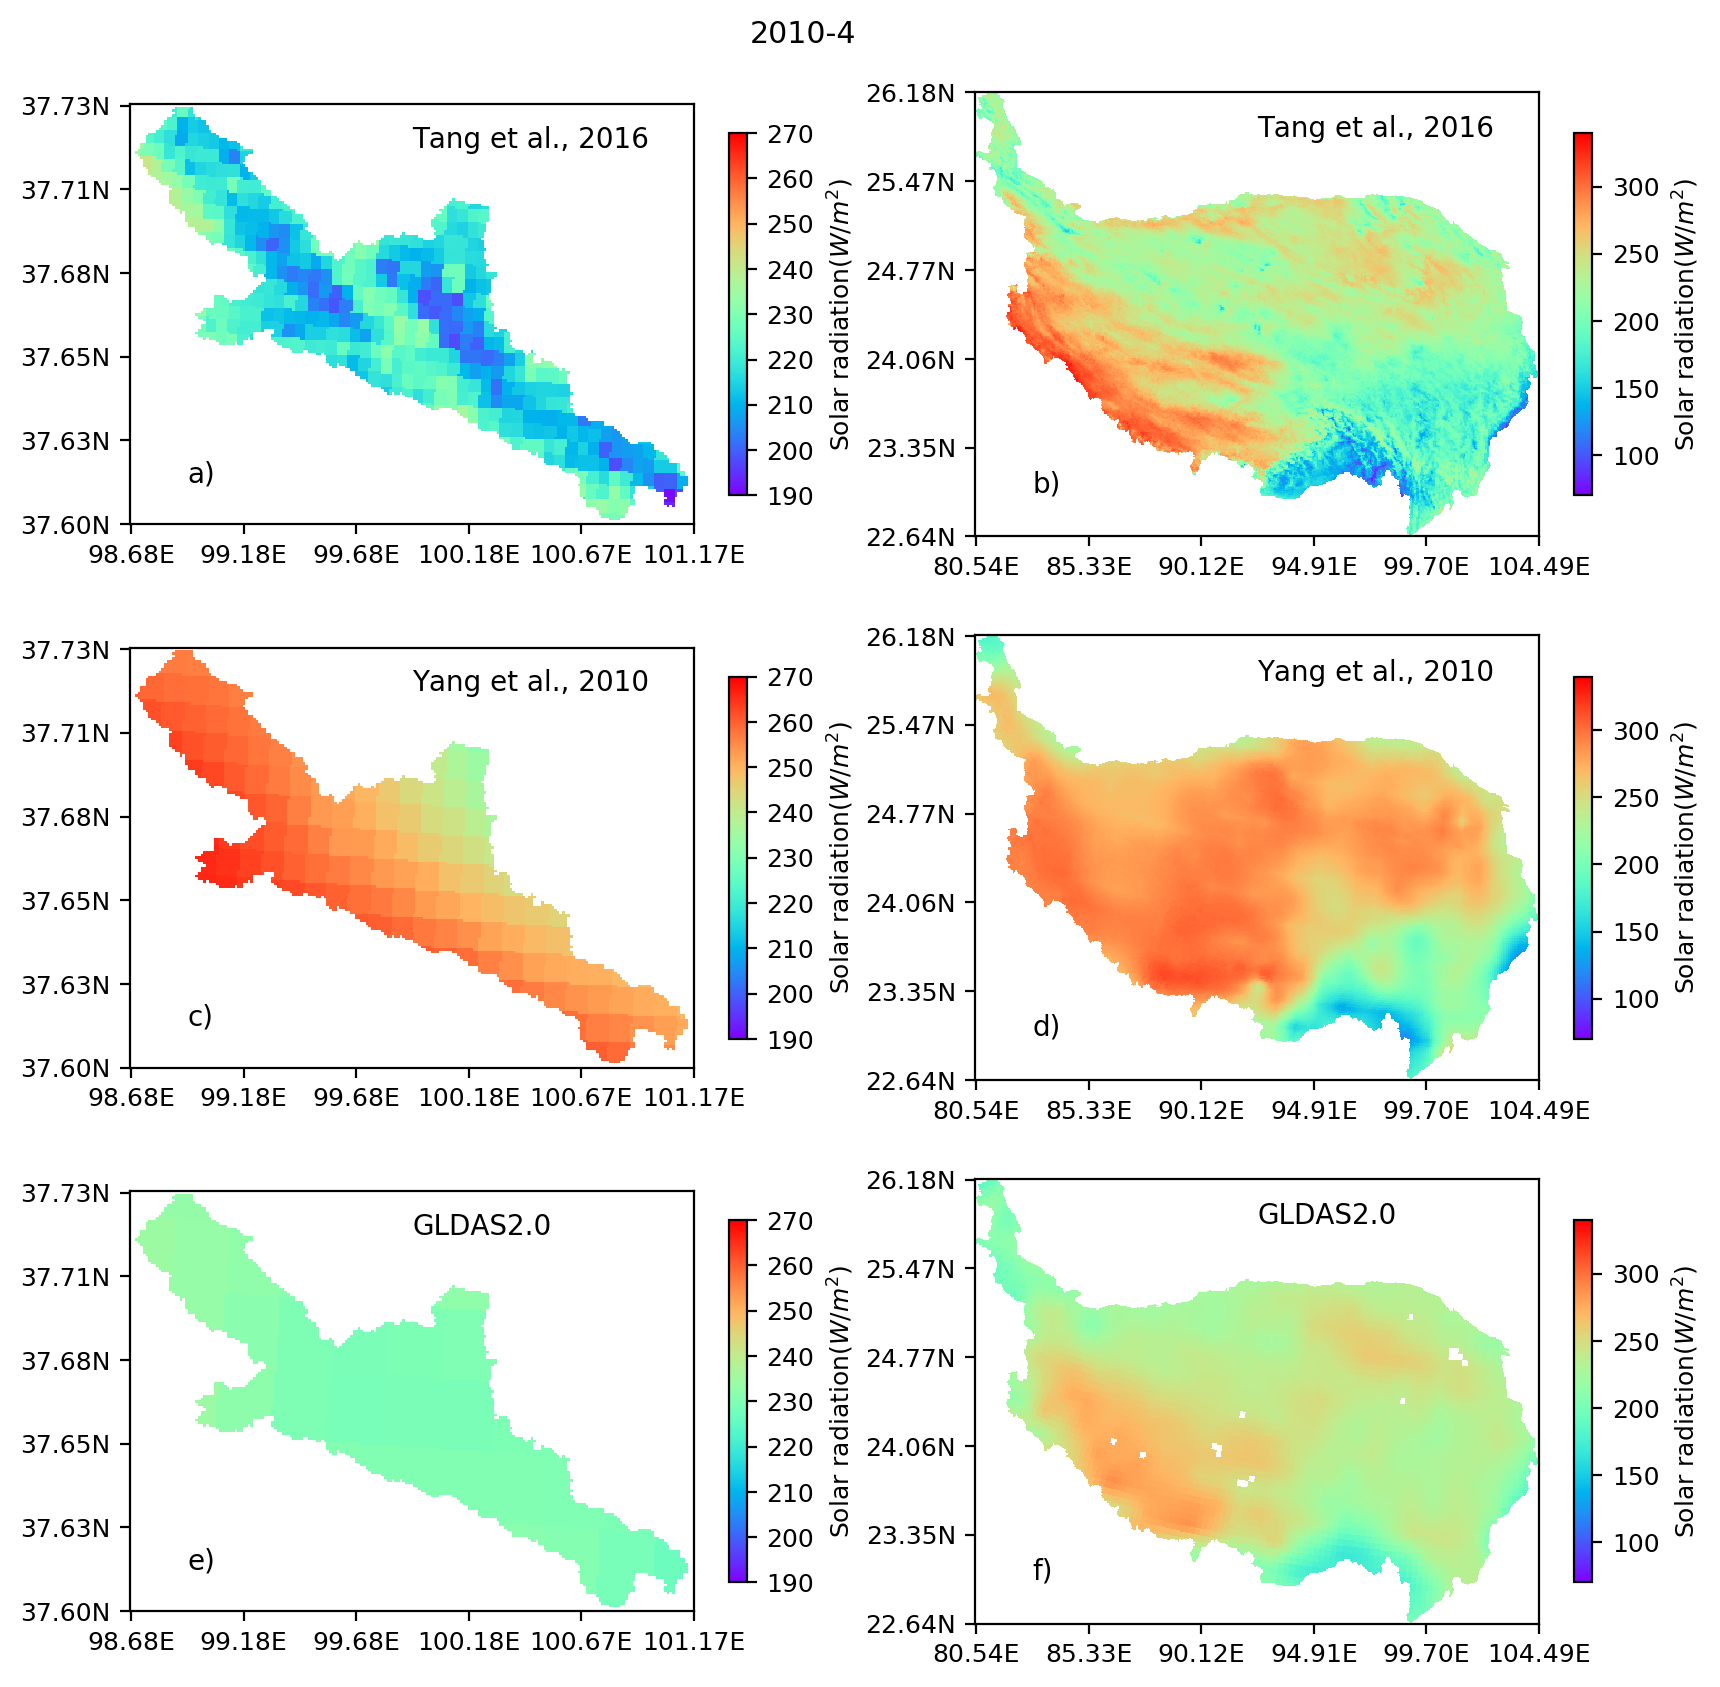 2010-4
37.73N
37.71N
37.68N
37.65N
37.63N
37.60N
98.68E 99.18E 99.68E 100.18E 100.67E 101.17E
Tang et al., 2016
a)
270
260
250
240
230
220
210
200
190
Solar radiation(W/m²)
26.18N
25.47N
24.77N
24.06N
23.35N
22.64N
80.54E 85.33E 90.12E 94.91E 99.70E 104.49E
Tang et al., 2016
b)
300
250
200
150
100
Solar radiation(W/m²)
37.73N
37.71N
37.68N
37.65N
37.63N
37.60N
98.68E 99.18E 99.68E 100.18E 100.67E 101.17E
Yang et al., 2010
c)
270
260
250
240
230
220
210
200
190
Solar radiation(W/m²)
26.18N
25.47N
24.77N
24.06N
23.35N
22.64N
80.54E 85.33E 90.12E 94.91E 99.70E 104.49E
Yang et al., 2010
d)
300
250
200
150
100
Solar radiation(W/m²)
37.73N
37.71N
37.68N
37.65N
37.63N
37.60N
98.68E 99.18E 99.68E 100.18E 100.67E 101.17E
GLDAS2.0
e)
270
260
250
240
230
220
210
200
190
Solar radiation(W/m²)
26.18N
25.47N
24.77N
24.06N
23.35N
22.64N
80.54E 85.33E 90.12E 94.91E 99.70E 104.49E
GLDAS2.0
f)
300
250
200
150
100
Solar radiation(W/m²)